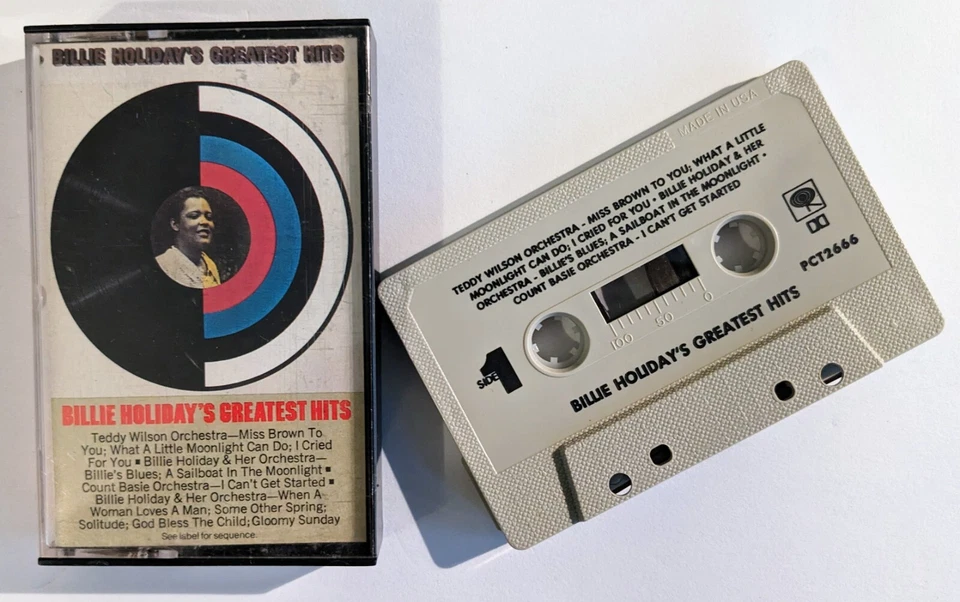 BILLIE HOLIDAY'S GREATEST HITS
BILLIE HOLIDAY'S GREATEST HITS
Teddy Wilson Orchestra—Miss Brown To
You; What A Little Moonlight Can Do; I Cried
For You ■ Billie Holiday & Her Orchestra—
Billie's Blues; A Sailboat In The Moonlight ■
Count Basie Orchestra—I Can't Get Started ■
Billie Holiday & Her Orchestra—When A
Woman Loves A Man; Some Other Spring;
Solitude; God Bless The Child; Gloomy Sunday
See label for sequence.
MADE IN USA
TEDDY WILSON ORCHESTRA - MISS BROWN TO YOU; WHAT A LITTLE
MOONLIGHT CAN DO; I CRIED FOR YOU • BILLIE HOLIDAY & HER
ORCHESTRA - BILLIE'S BLUES; A SAILBOAT IN THE MOONLIGHT •
COUNT BASIE ORCHESTRA - I CAN'T GET STARTED
PCT2666
100 50 0
SIDE 1
BILLIE HOLIDAY'S GREATEST HITS